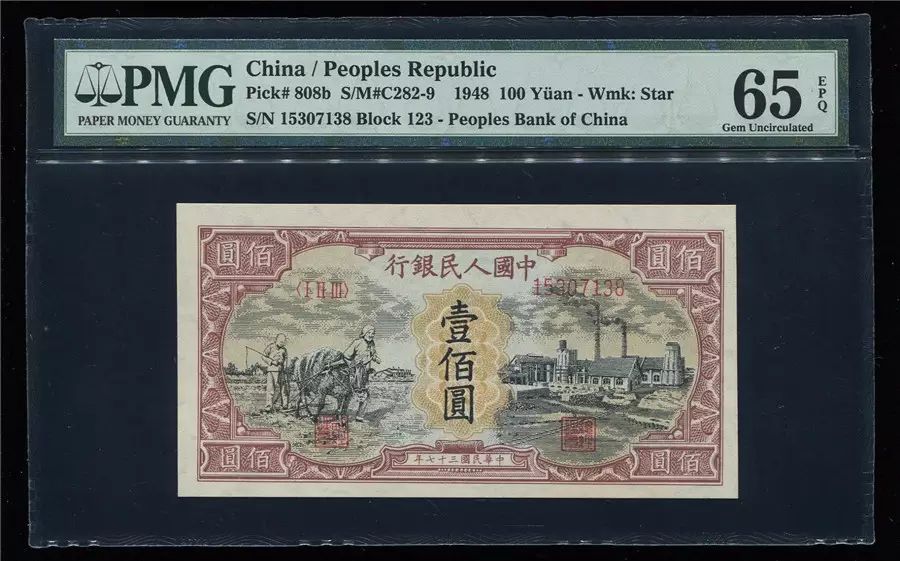 PMG
PAPER MONEY GUARANTY
China / Peoples Republic
Pick# 808b S/M#C282-9 1948 100 Yüan - Wmk: Star
S/N 15307138 Block 123 - Peoples Bank of China
65
EPQ
Gem Uncirculated
圓佰
行銀民人國中
佰圓
〈I II III〉
15307138
壹佰圓
圓佰
年七十三國民華中
佰圓